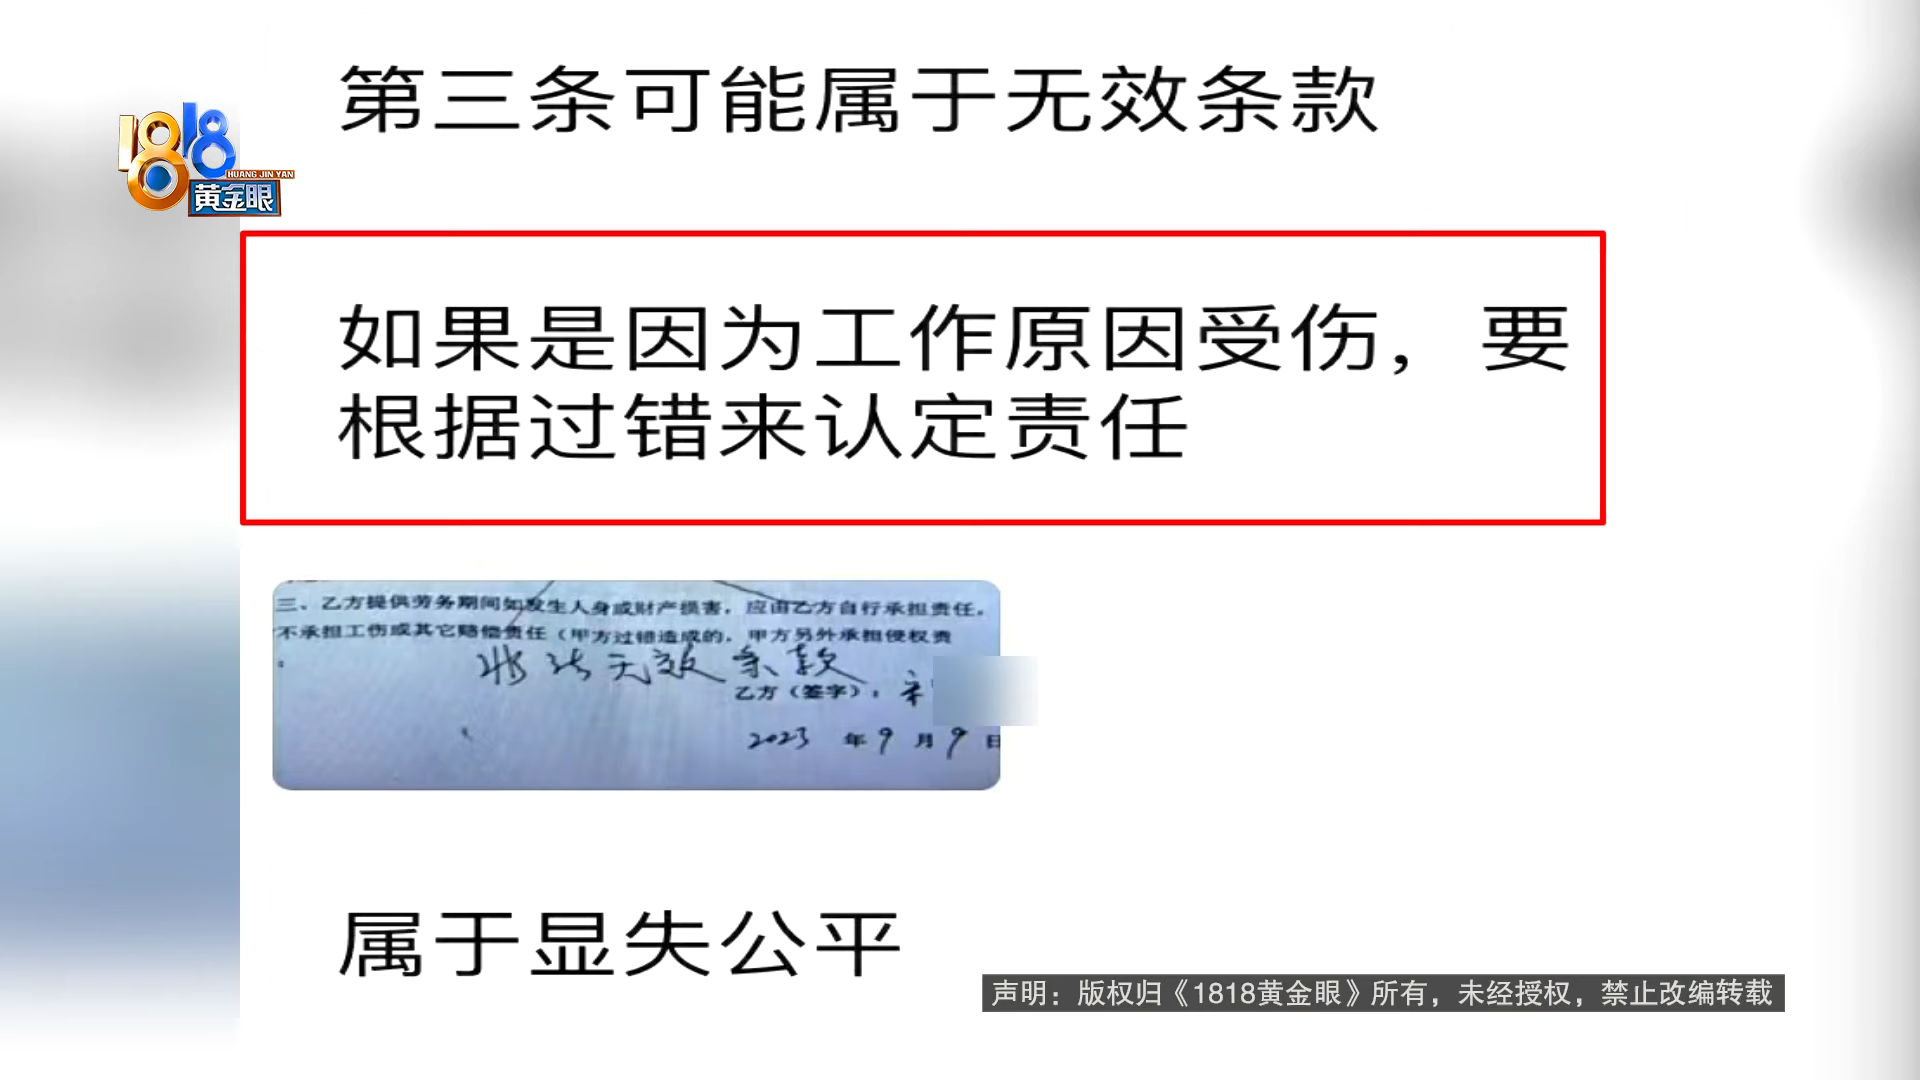 第三条可能属于无效条款
1818
HUANG JIN YAN
黄金眼
如果是因为工作原因受伤，要
根据过错来认定责任
三、乙方提供劳务期间如发生人身或财产损害，应由乙方自行承担责任，
不承担工伤或其它赔偿责任（甲方过错造成的，甲方另外承担侵权责
无效条款
乙方（签字）：
2023 年 9 月 9 日
属于显失公平
声明：版权归《1818黄金眼》所有，未经授权，禁止改编转载